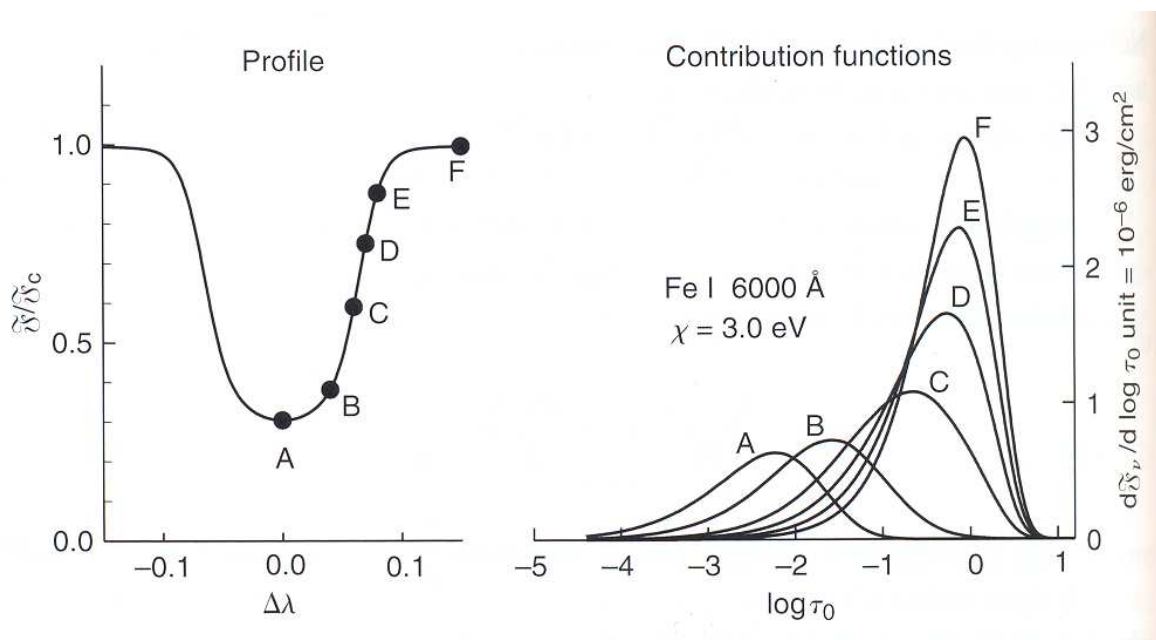 Profile
Contribution functions
𝔉/𝔉c
1.0
0.5
0.0
−0.1
0.0
0.1
Δλ
A
B
C
D
E
F
Fe I 6000 Å
χ = 3.0 eV
A
B
C
D
E
F
−5
−4
−3
−2
−1
0
1
log τ₀
3
2
1
0
d𝔉ν/d log τ₀ unit = 10⁻⁶ erg/cm²